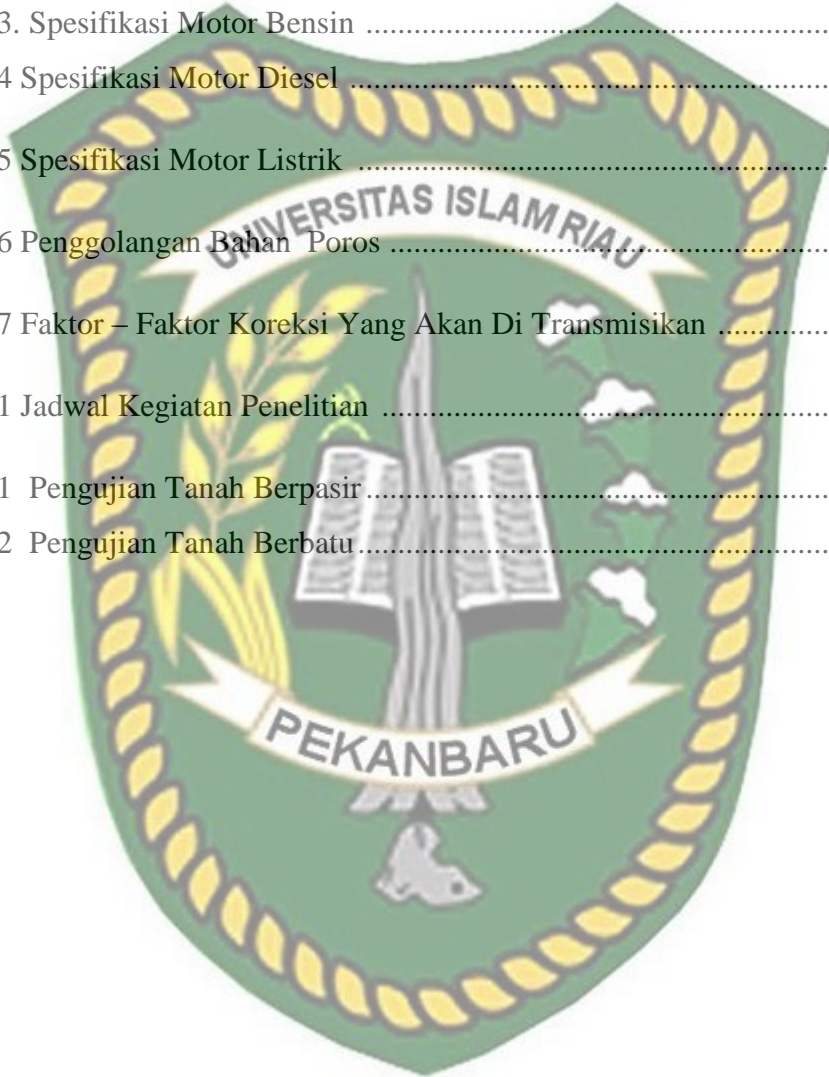 3. Spesifikasi Motor Bensin ........................................................
4 Spesifikasi Motor Diesel ........................................................
5 Spesifikasi Motor Listrik ........................................................
UNIVERSITAS ISLAM RIAU
6 Penggolangan Bahan Poros ........................................................
7 Faktor – Faktor Koreksi Yang Akan Di Transmisikan ..............
1 Jadwal Kegiatan Penelitian ........................................................
1 Pengujian Tanah Berpasir ........................................................
2 Pengujian Tanah Berbatu ........................................................
PEKANBARU